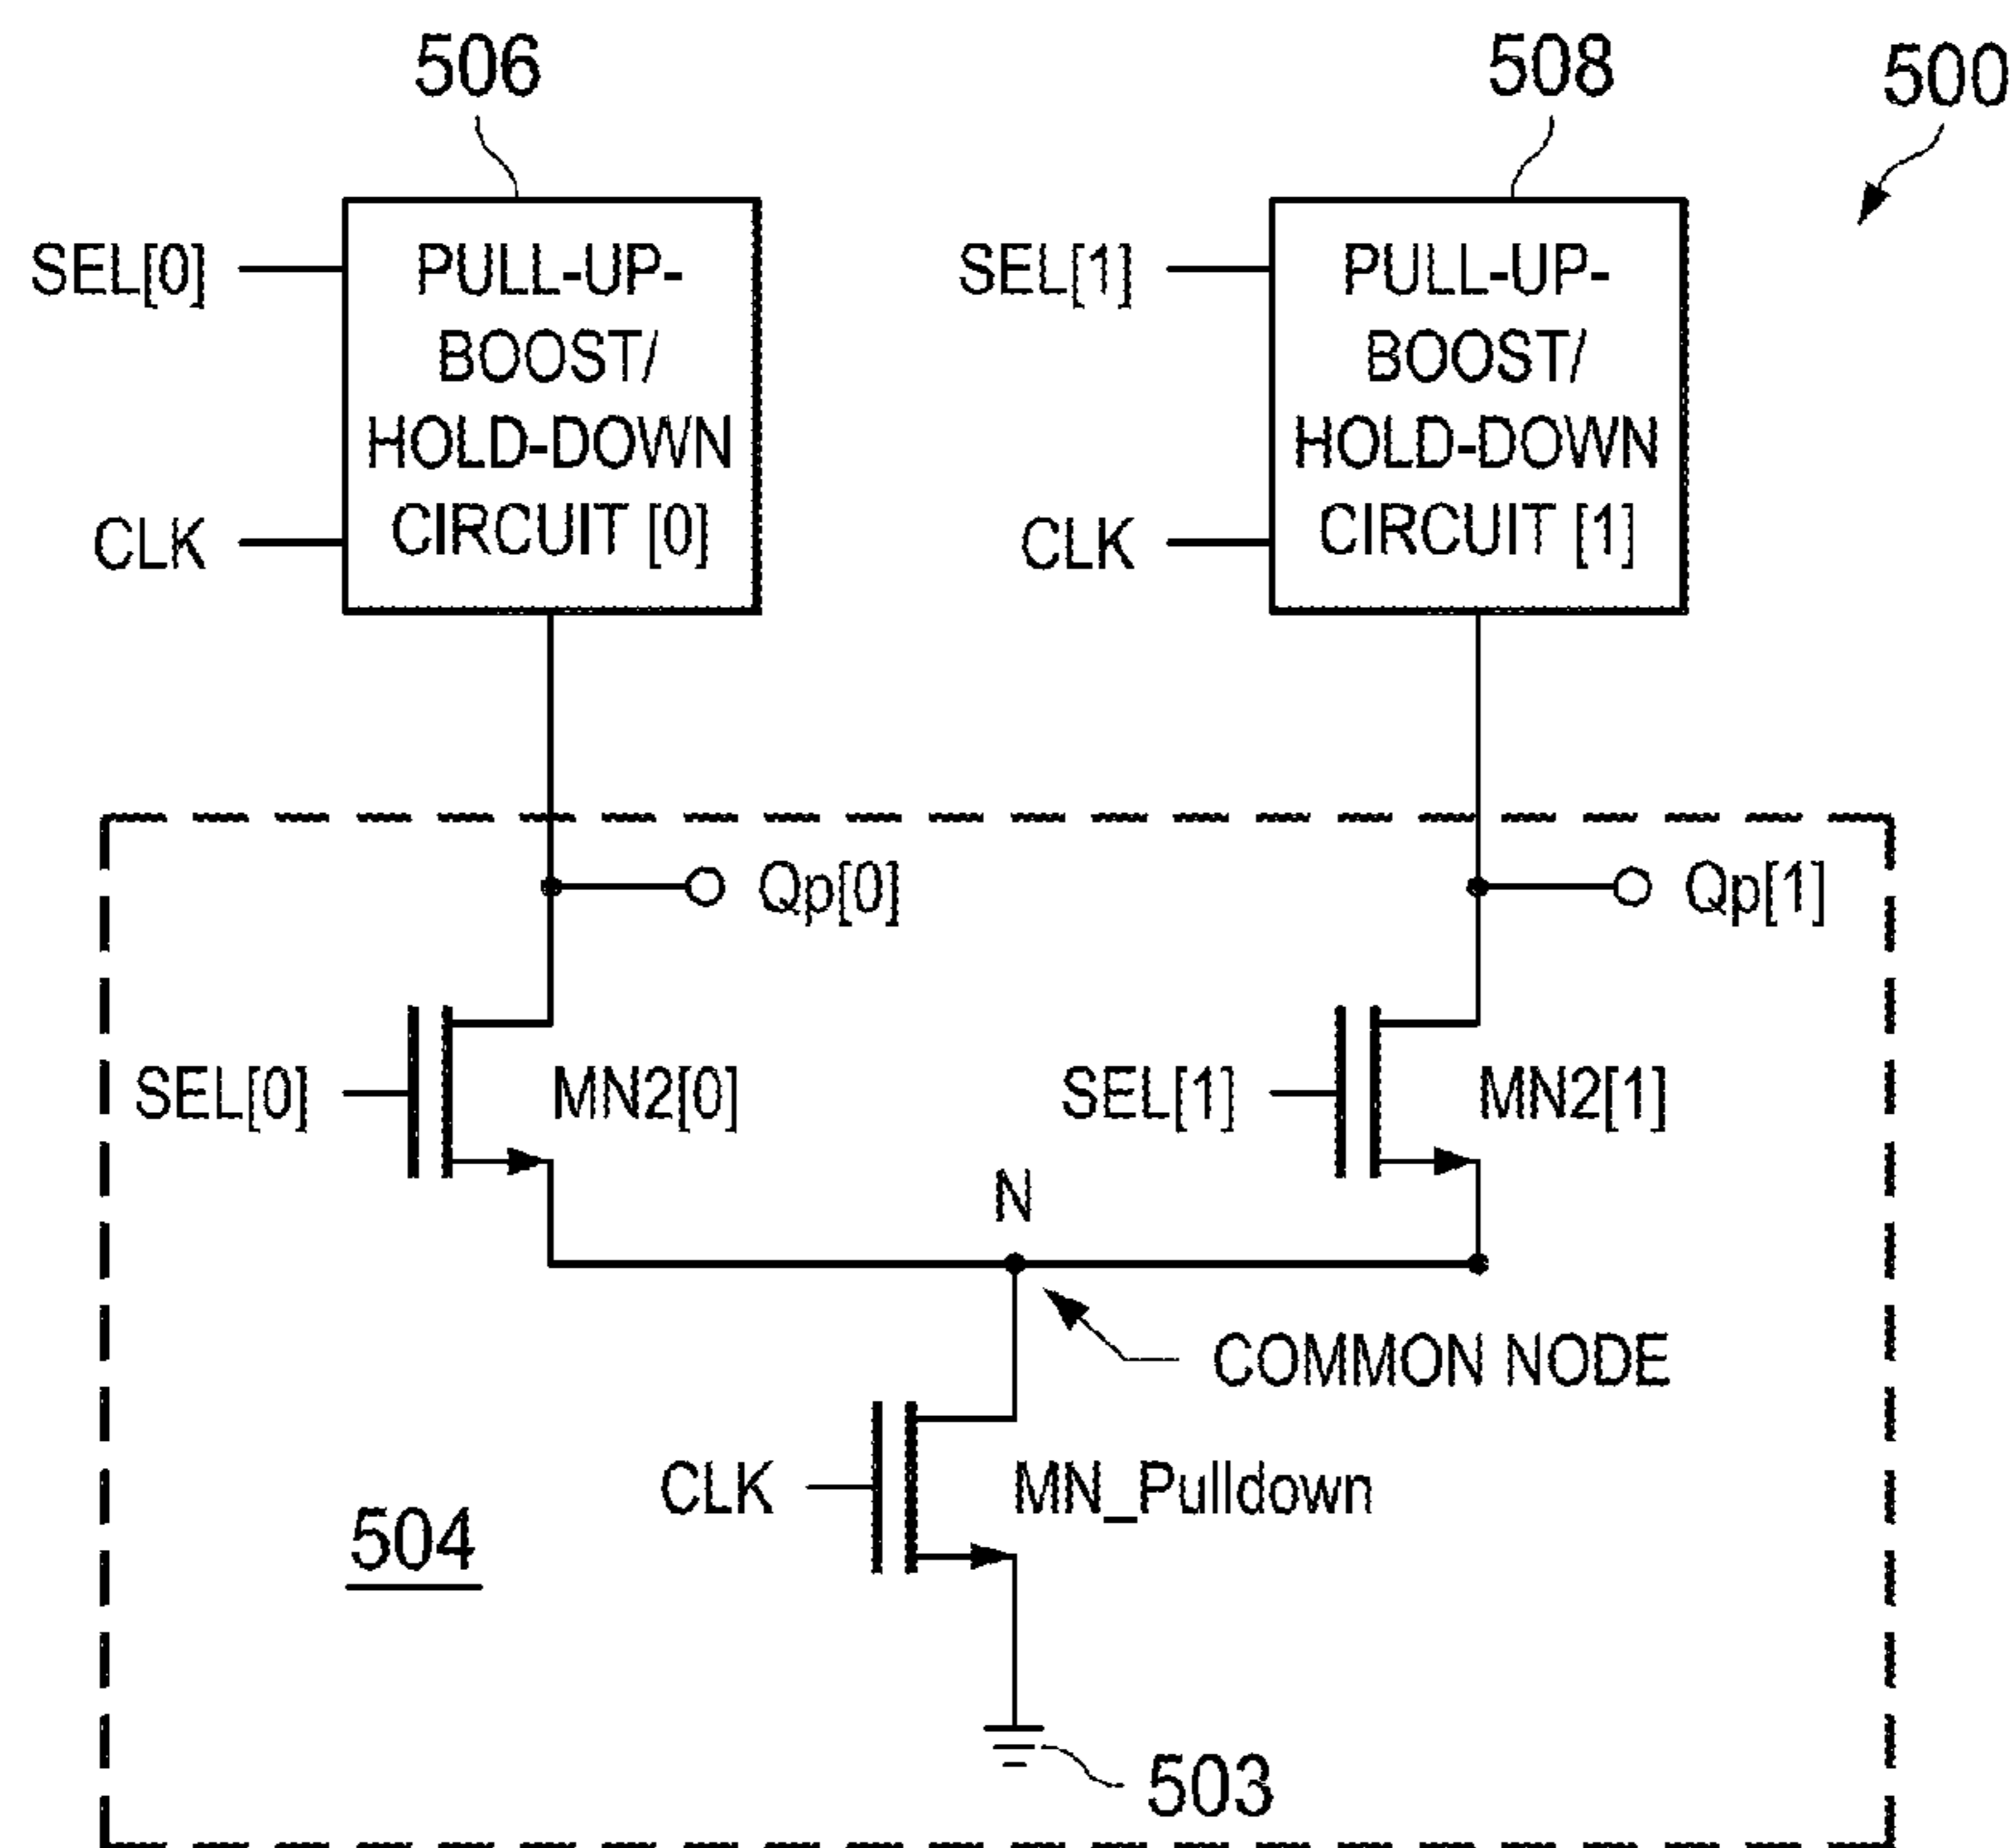 506
508
500
SEL[0]
PULL-UP-
BOOST/
HOLD-DOWN
CIRCUIT [0]
CLK
SEL[1]
PULL-UP-
BOOST/
HOLD-DOWN
CIRCUIT [1]
CLK
Qp[0]
Qp[1]
SEL[0]
MN2[0]
SEL[1]
MN2[1]
N
COMMON NODE
CLK
MN_Pulldown
504
503